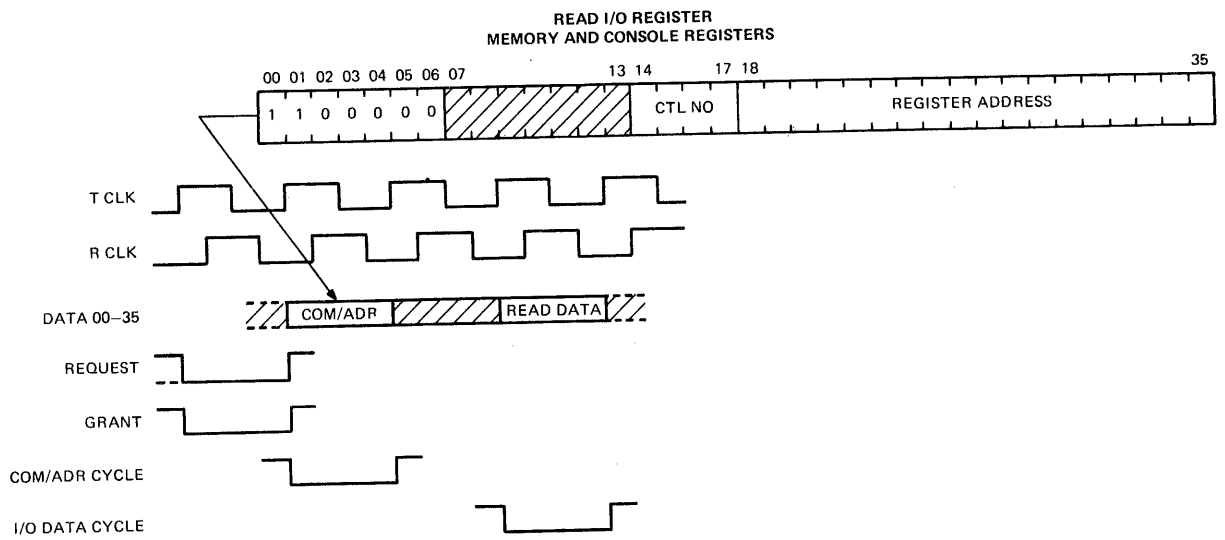 READ I/O REGISTER
MEMORY AND CONSOLE REGISTERS
00 01 02 03 04 05 06 07 13 14 17 18 35
1 1 0 0 0 0 0 CTL NO REGISTER ADDRESS
T CLK
R CLK
DATA 00–35 COM/ADR READ DATA
REQUEST
GRANT
COM/ADR CYCLE
I/O DATA CYCLE